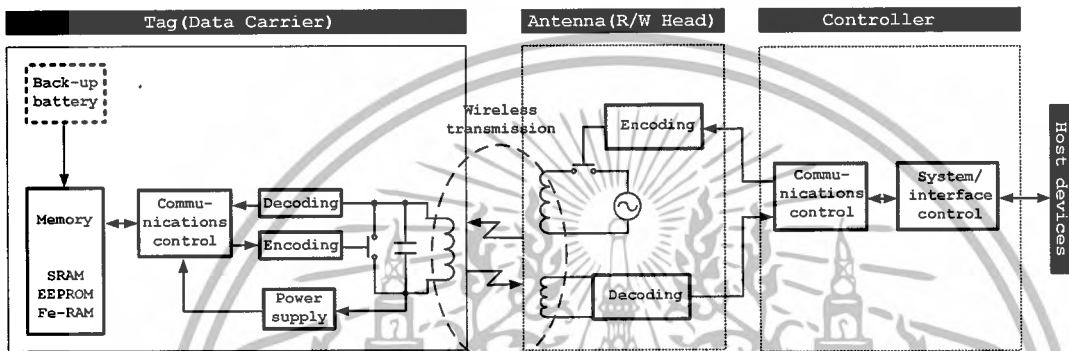 Tag(Data Carrier)
Antenna(R/W Head)
Controller
Back-up
battery
Memory
SRAM
EEPROM
Fe-RAM
Commu-
nications
control
Decoding
Encoding
Power
supply
Wireless
transmission
Encoding
Decoding
Commu-
nications
control
System/
interface
control
Host devices